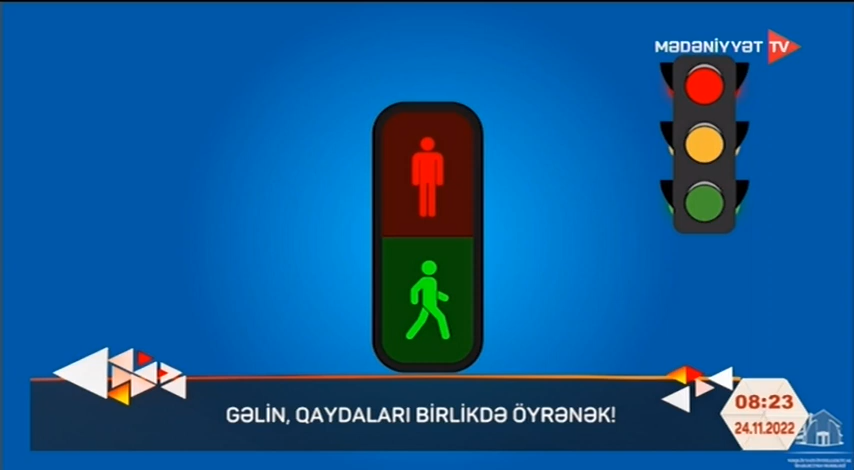 MƏDƏNİYYƏT TV
GƏLİN, QAYDALARI BİRLİKDƏ ÖYRƏNƏK!
08:23
24.11.2022